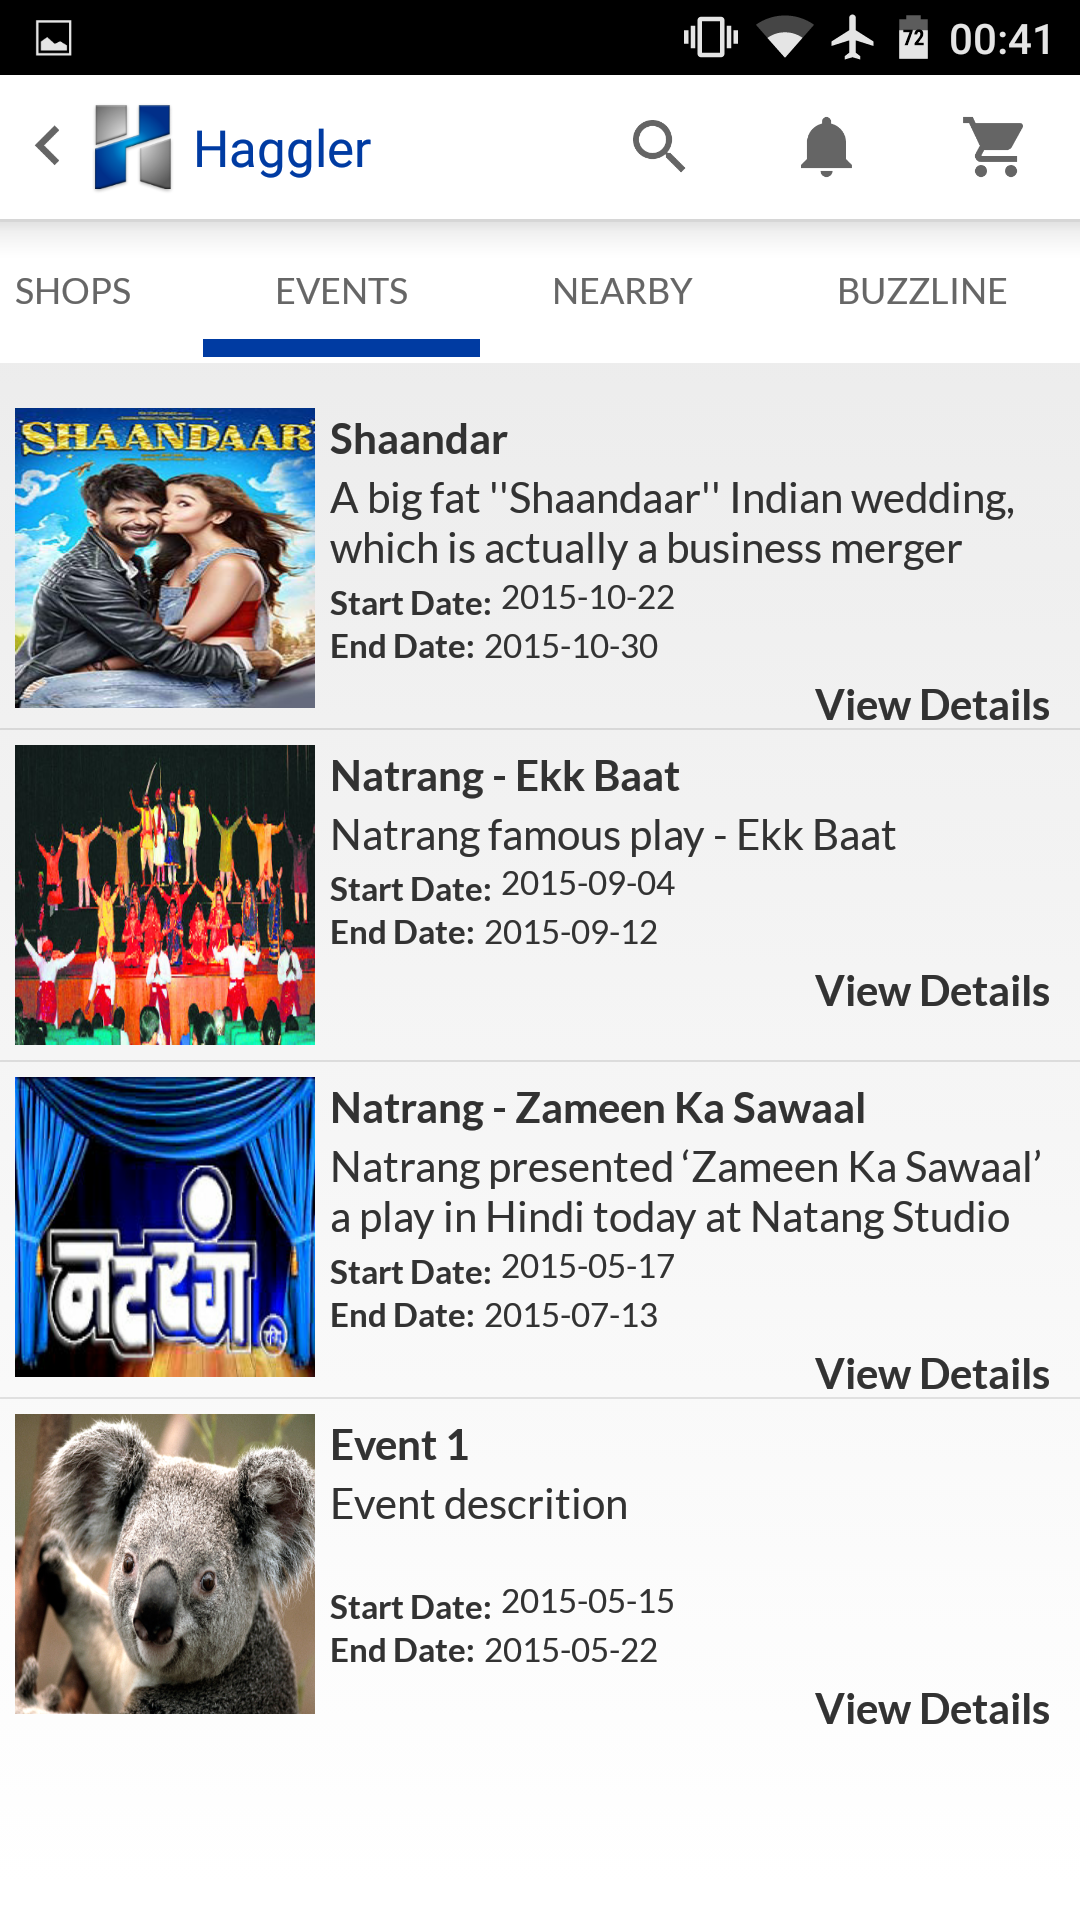 72 00:41
Haggler
SHOPS EVENTS NEARBY BUZZLINE
SHAANDAAR
Shaandar
A big fat ''Shaandaar'' Indian wedding,
which is actually a business merger
Start Date: 2015-10-22
End Date: 2015-10-30
View Details
Natrang - Ekk Baat
Natrang famous play - Ekk Baat
Start Date: 2015-09-04
End Date: 2015-09-12
View Details
नटरंग
Natrang - Zameen Ka Sawaal
Natrang presented ‘Zameen Ka Sawaal’
a play in Hindi today at Natang Studio
Start Date: 2015-05-17
End Date: 2015-07-13
View Details
Event 1
Event descrition
Start Date: 2015-05-15
End Date: 2015-05-22
View Details